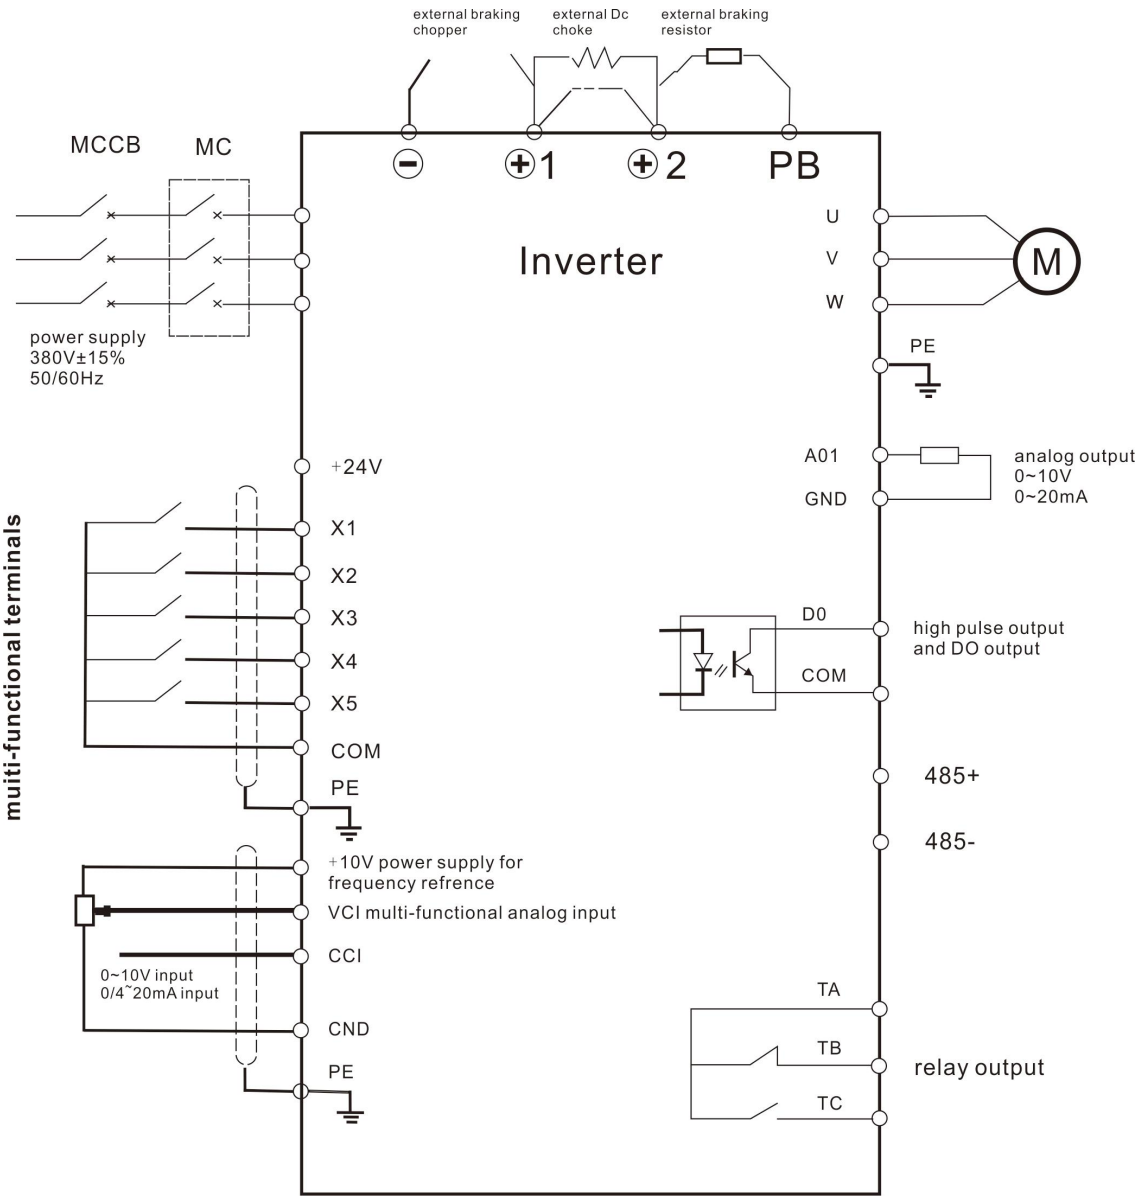 external braking
chopper
external Dc
choke
external braking
resistor
MCCB
MC
⊖
⊕1
⊕2
PB
Inverter
power supply
380V±15%
50/60Hz
U
V
W
M
PE
+24V
A01
GND
analog output
0~10V
0~20mA
muiti-functional terminals
X1
X2
X3
X4
X5
COM
PE
D0
COM
high pulse output
and DO output
485+
485-
+10V power supply for
frequency refrence
VCI multi-functional analog input
CCI
0~10V input
0/4~20mA input
CND
PE
TA
TB
TC
relay output